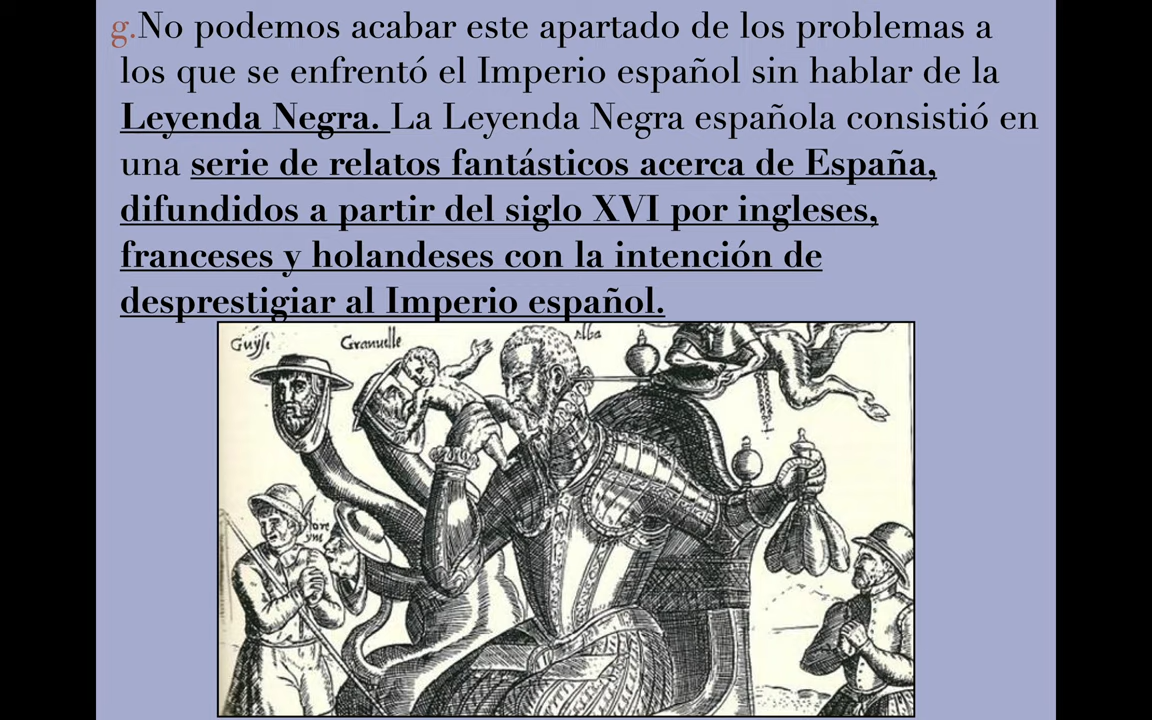 g.No podemos acabar este apartado de los problemas a
los que se enfrentó el Imperio español sin hablar de la
Leyenda Negra. La Leyenda Negra española consistió en
una serie de relatos fantásticos acerca de España,
difundidos a partir del siglo XVI por ingleses,
franceses y holandeses con la intención de
desprestigiar al Imperio español.
Granvelle
Alba